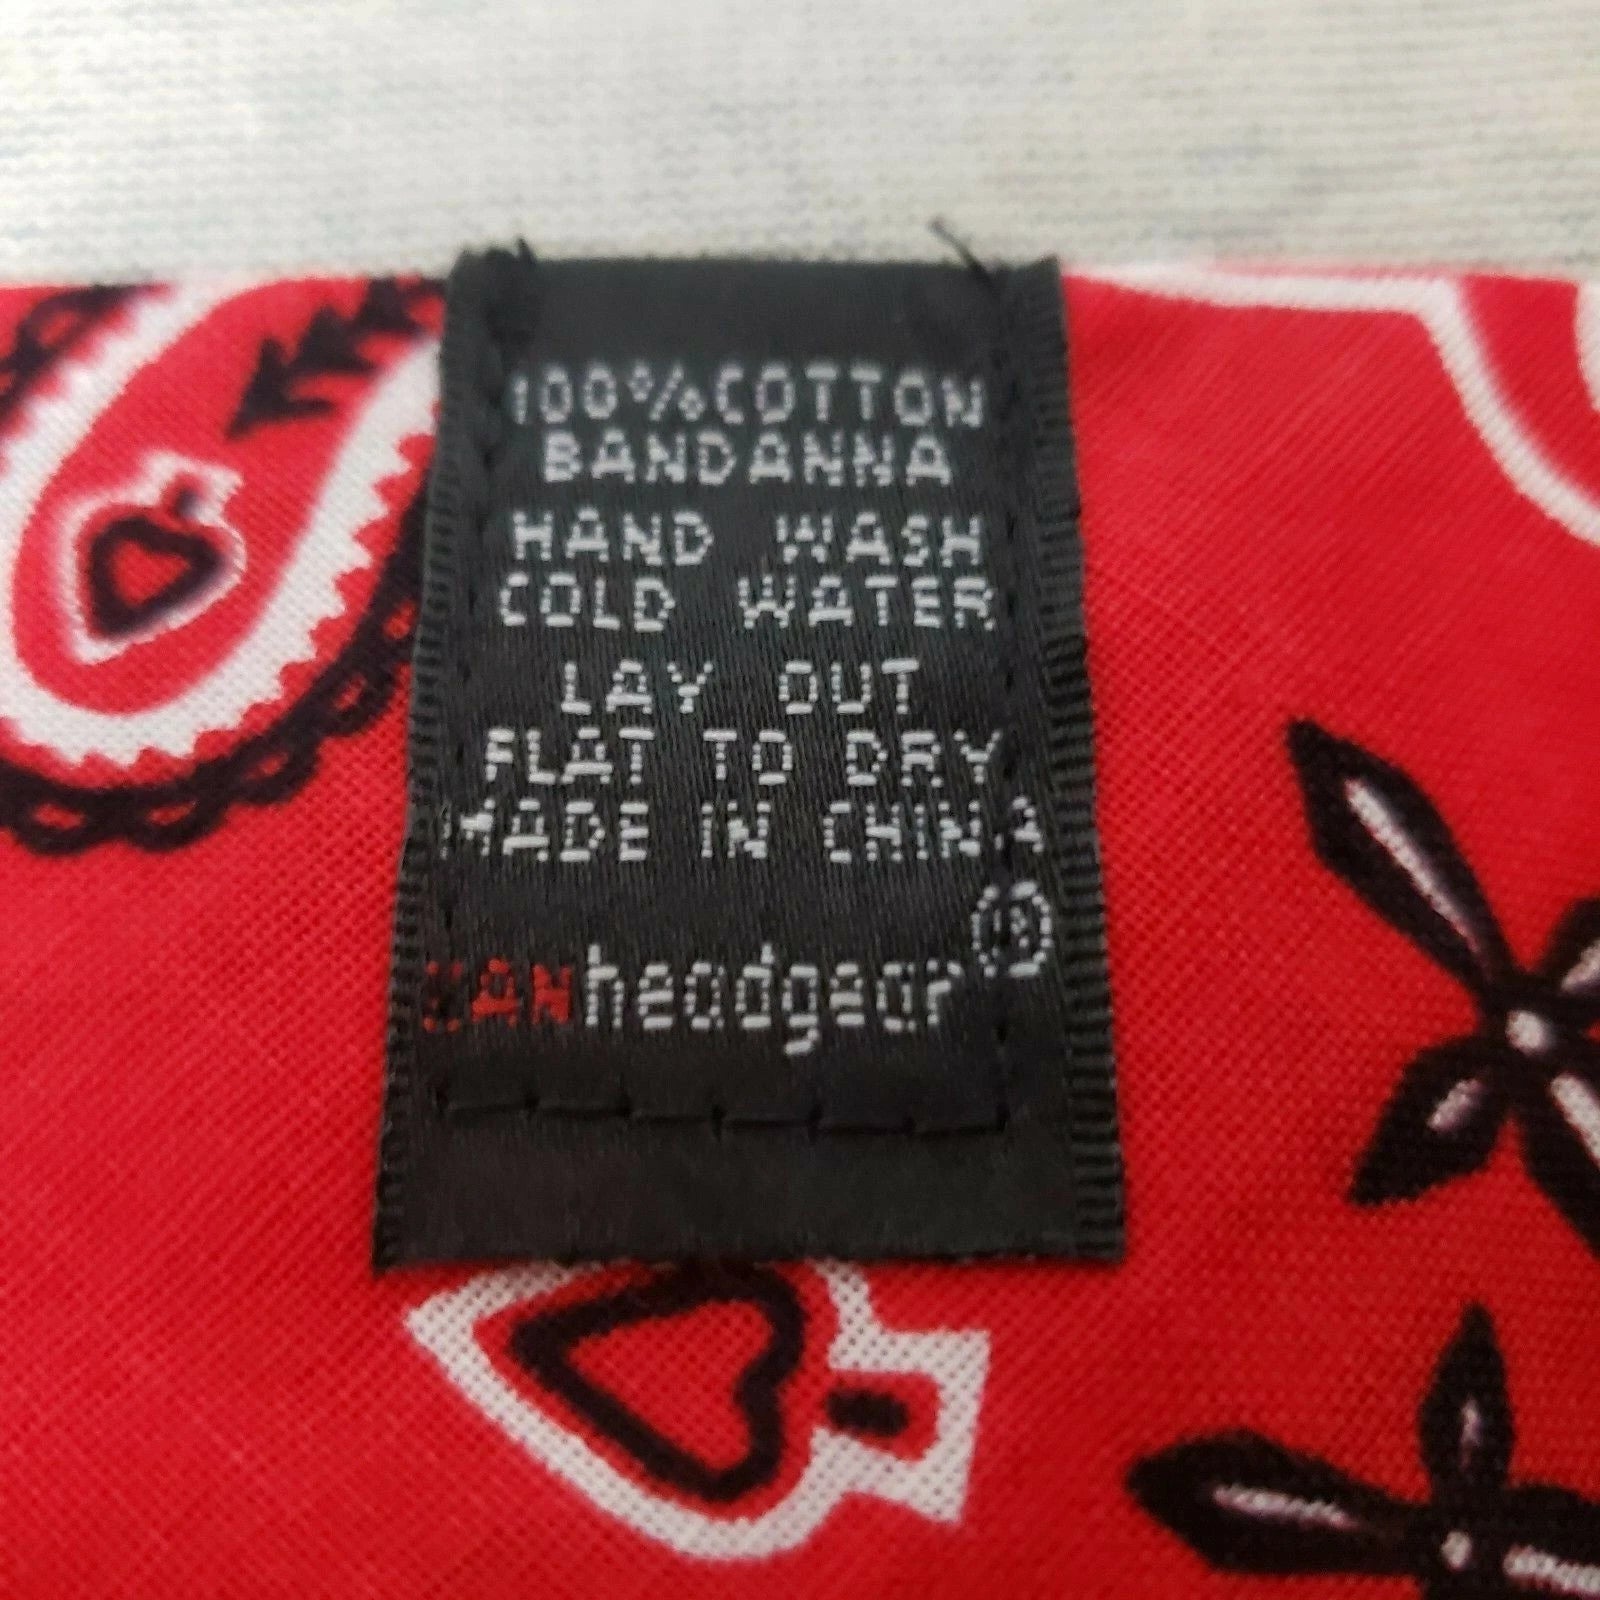 100%COTTON
BANDANNA
HAND WASH
COLD WATER
LAY OUT
FLAT TO DRY
MADE IN CHINA
headgear®